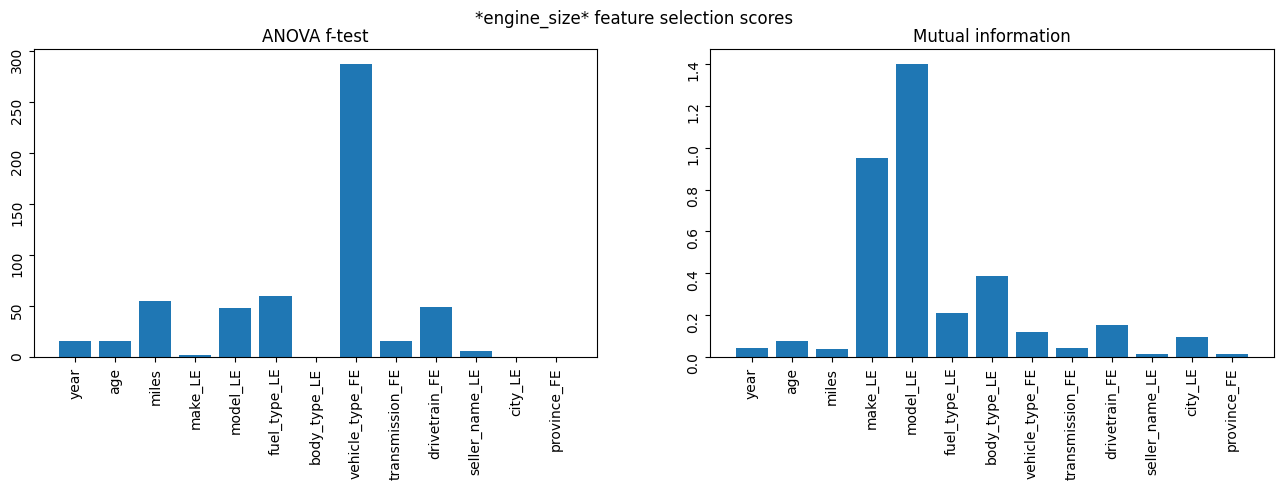 *engine_size* feature selection scores
ANOVA f-test
300
250
200
150
100
50
0
year
age
miles
make_LE
model_LE
fuel_type_LE
body_type_LE
vehicle_type_FE
transmission_FE
drivetrain_FE
seller_name_LE
city_LE
province_FE
Mutual information
1.4
1.2
1.0
0.8
0.6
0.4
0.2
0.0
year
age
miles
make_LE
model_LE
fuel_type_LE
body_type_LE
vehicle_type_FE
transmission_FE
drivetrain_FE
seller_name_LE
city_LE
province_FE